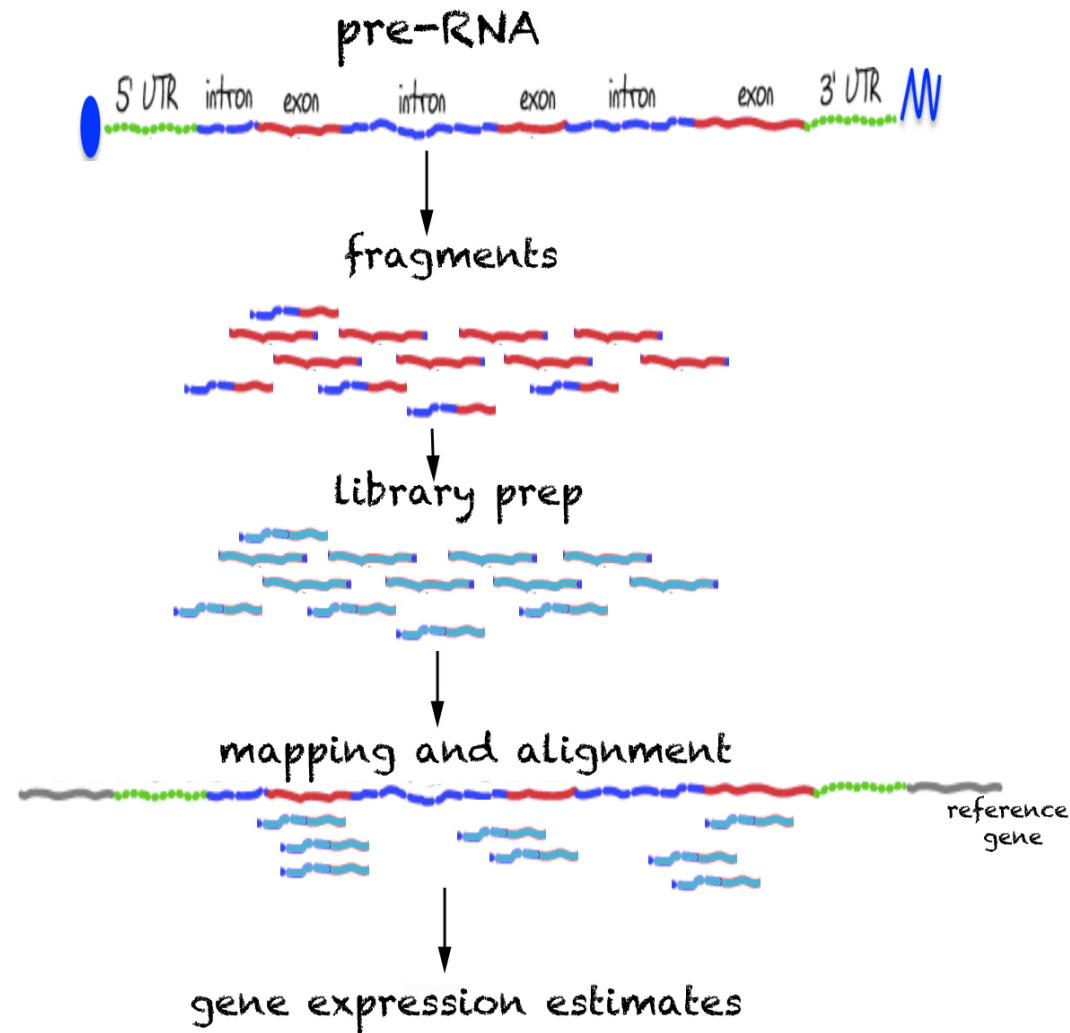 pre-RNA
5' UTR intron exon intron exon intron exon 3' UTR
fragments
library prep
mapping and alignment
reference
gene
gene expression estimates